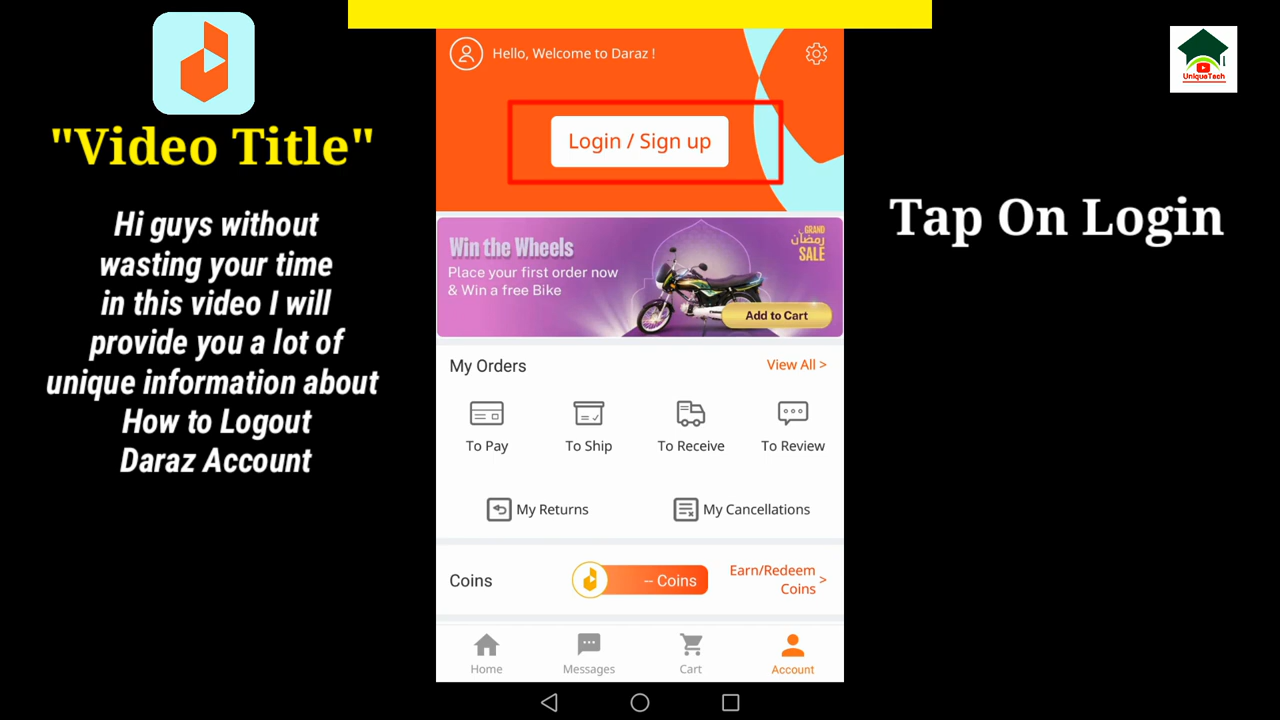 "Video Title"
Hi guys without
wasting your time
in this video I will
provide you a lot of
unique information about
How to Logout
Daraz Account
Hello, Welcome to Daraz !
Login / Sign up
Win the Wheels
Place your first order now
& Win a free Bike
GRAND
رمضان
SALE
Add to Cart
My Orders
View All >
To Pay
To Ship
To Receive
To Review
My Returns
My Cancellations
Coins
-- Coins
Earn/Redeem
Coins >
Home
Messages
Cart
Account
UniqueTech
Tap On Login